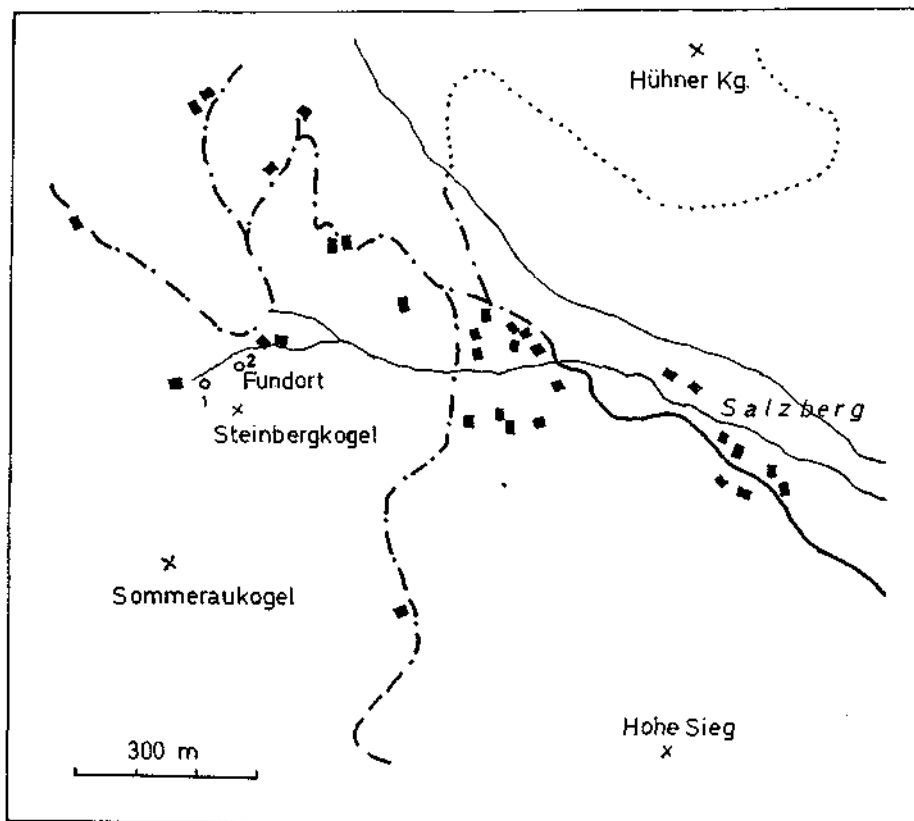 Hühner Kg.
2
Fundort
1
Steinbergkogel
Salzberg
Sommeraukogel
Hohe Sieg
300 m